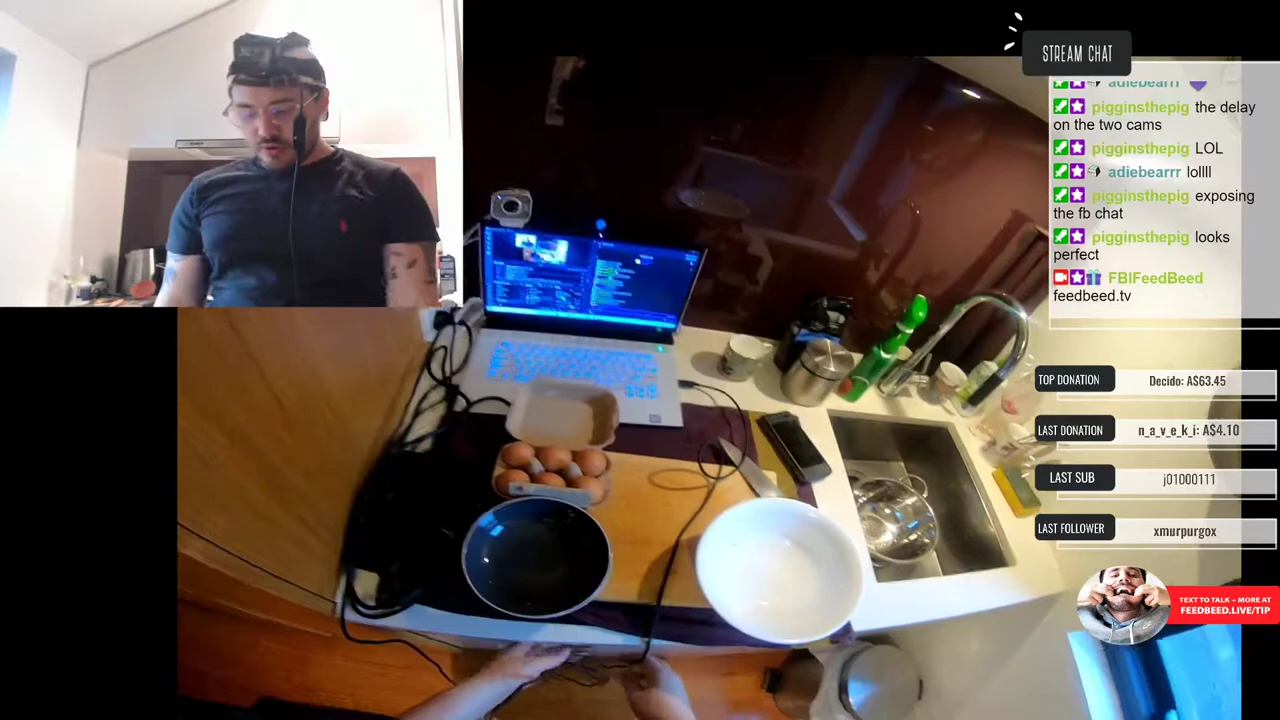 STREAM CHAT
adiebearrr
pigginsthepig the delay
on the two cams
pigginsthepig LOL
adiebearrr lollll
pigginsthepig exposing
the fb chat
pigginsthepig looks
perfect
FBIFeedBeed
feedbeed.tv
TOP DONATION Decido: A$63.45
LAST DONATION n_a_v_e_k_i: A$4.10
LAST SUB j01000111
LAST FOLLOWER xmurpurgox
TEXT TO TALK + MORE AT
FEEDBEED.LIVE/TIP